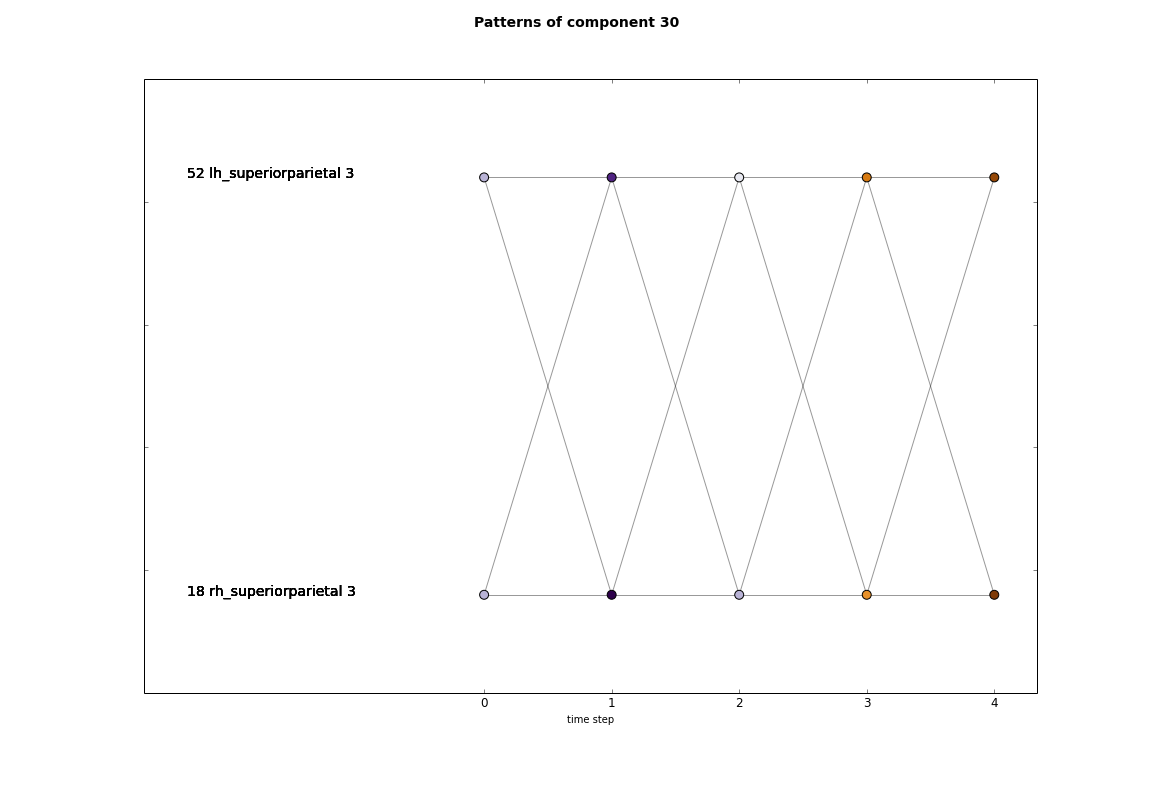 Patterns of component 30
52 lh_superiorparietal 3
18 rh_superiorparietal 3
0 1 2 3 4
time step